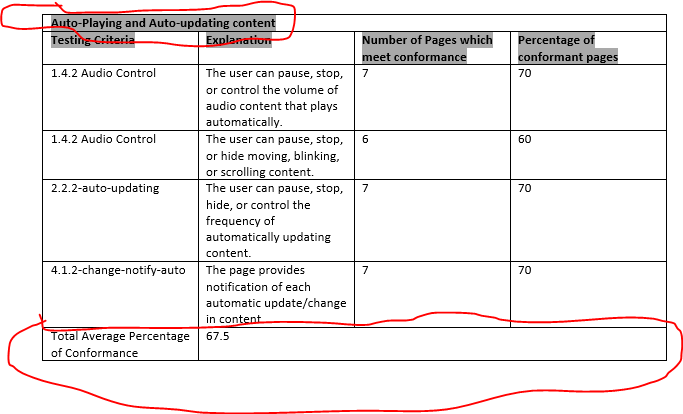 Auto-Playing and Auto-updating content
Testing Criteria Explanation Number of Pages which meet conformance Percentage of conformant pages
1.4.2 Audio Control The user can pause, stop, 7 70
or control the volume of
audio content that plays
automatically.
1.4.2 Audio Control The user can pause, stop, 6 60
or hide moving, blinking,
or scrolling content.
2.2.2-auto-updating The user can pause, stop, 7 70
hide, or control the
frequency of
automatically updating
content.
4.1.2-change-notify-auto The page provides 7 70
notification of each
automatic update/change
in content
Total Average Percentage 67.5
of Conformance